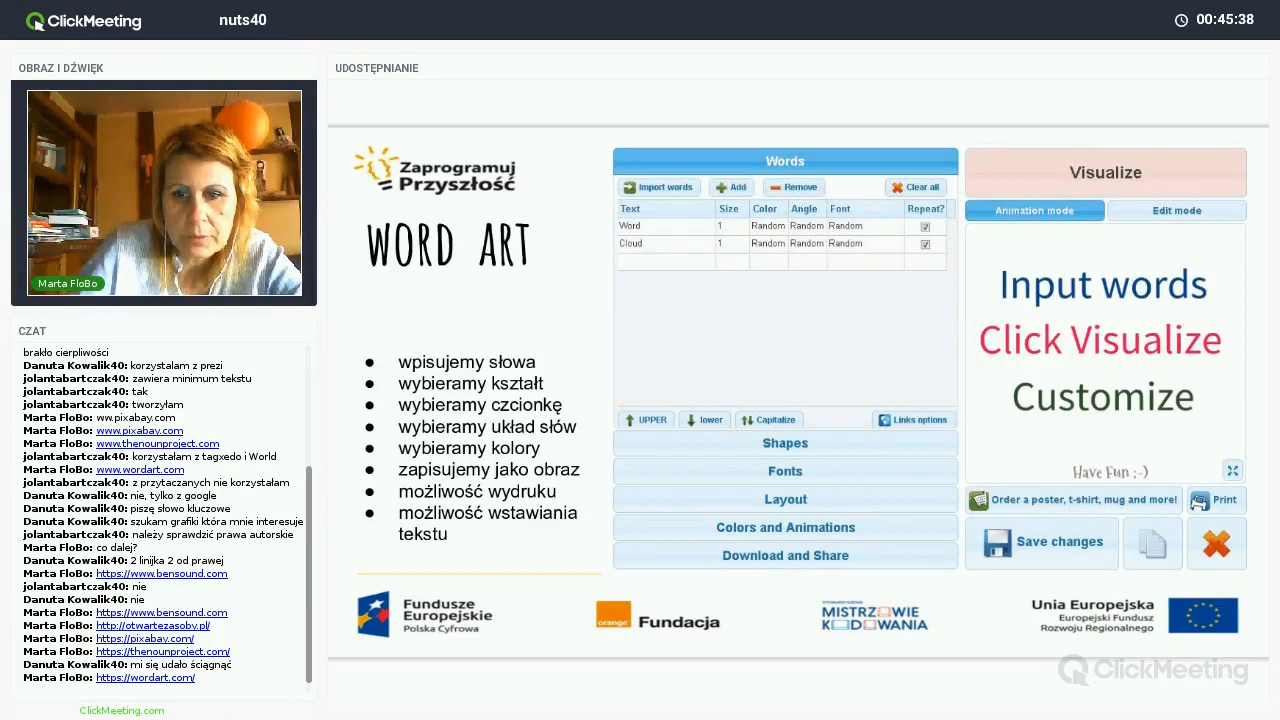 ClickMeeting
nuts40
00:45:38
OBRAZ I DŹWIĘK
Marta FloBo
CZAT
brakło cierpliwości
Danuta Kowalik40: korzystalam z prezi
jolantabartczak40: zawiera minimum tekstu
jolantabartczak40: tak
jolantabartczak40: tworzyłam
Marta FloBo: ww.pixabay.com
Marta FloBo: www.pixabay.com
Marta FloBo: www.thenounproject.com
jolantabartczak40: korzystałam z tagxedo i World
Marta FloBo: www.wordart.com
jolantabartczak40: z przytaczanych nie korzystałam
Danuta Kowalik40: nie, tylko z google
Danuta Kowalik40: piszę słowo kluczowe
Danuta Kowalik40: szukam grafiki która mnie interesuje
jolantabartczak40: należy sprawdzić prawa autorskie
Marta FloBo: co dalej?
Danuta Kowalik40: 2 linijka 2 od prawej
Marta FloBo: https://www.bensound.com
jolantabartczak40: nie
Danuta Kowalik40: nie
Marta FloBo: https://www.bensound.com
Marta FloBo: http://otwartezasoby.pl/
Marta FloBo: https://pixabay.com/
Marta FloBo: https://thenounproject.com/
Danuta Kowalik40: mi się udało ściągnąć
Marta FloBo: https://wordart.com/
ClickMeeting.com
UDOSTĘPNIANIE
Zaprogramuj
Przyszłość
WORD ART
● wpisujemy słowa
● wybieramy kształt
● wybieramy czcionkę
● wybieramy układ słów
● wybieramy kolory
● zapisujemy jako obraz
● możliwość wydruku
● możliwość wstawiania
tekstu
Words
Import words Add Remove Clear all
Text Size Color Angle Font Repeat?
Word 1 Random Random Random
Cloud 1 Random Random Random
UPPER lower Capitalize Links options
Shapes
Fonts
Layout
Colors and Animations
Download and Share
Visualize
Animation mode Edit mode
Input words
Click Visualize
Customize
Have Fun ;-)
Order a poster, t-shirt, mug and more! Print
Save changes
Fundusze
Europejskie
Polska Cyfrowa
orange
Fundacja
STOWARZYSZENIE
MISTRZOWIE
KODOWANIA
Unia Europejska
Europejski Fundusz
Rozwoju Regionalnego
ClickMeeting